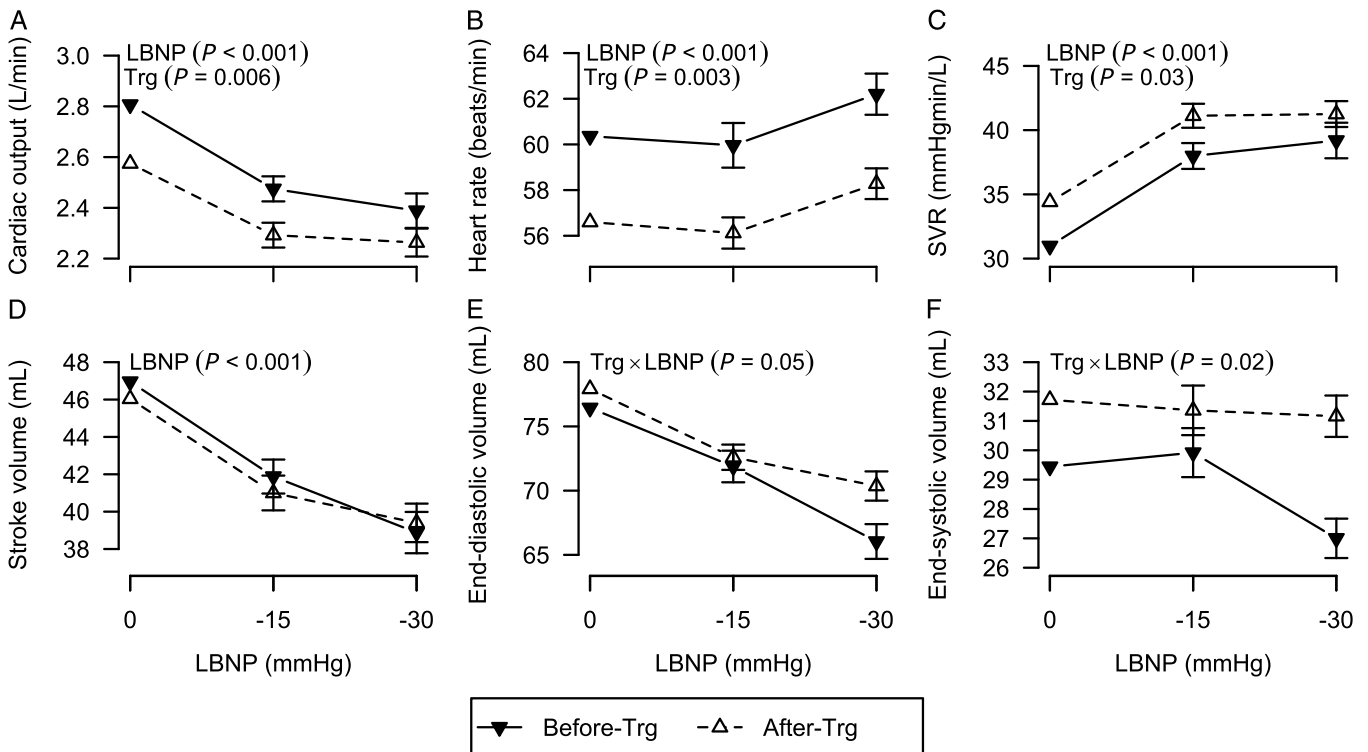 A
Cardiac output (L/min)
LBNP (P < 0.001)
Trg (P = 0.006)
3.0
2.8
2.6
2.4
2.2
B
Heart rate (beats/min)
LBNP (P < 0.001)
Trg (P = 0.003)
64
62
60
58
56
C
SVR (mmHgmin/L)
LBNP (P < 0.001)
Trg (P = 0.03)
45
40
35
30
D
Stroke volume (mL)
LBNP (P < 0.001)
48
46
44
42
40
38
0 -15 -30
LBNP (mmHg)
E
End-diastolic volume (mL)
Trg × LBNP (P = 0.05)
80
75
70
65
0 -15 -30
LBNP (mmHg)
F
End-systolic volume (mL)
Trg × LBNP (P = 0.02)
33
32
31
30
29
28
27
26
0 -15 -30
LBNP (mmHg)
Before-Trg After-Trg